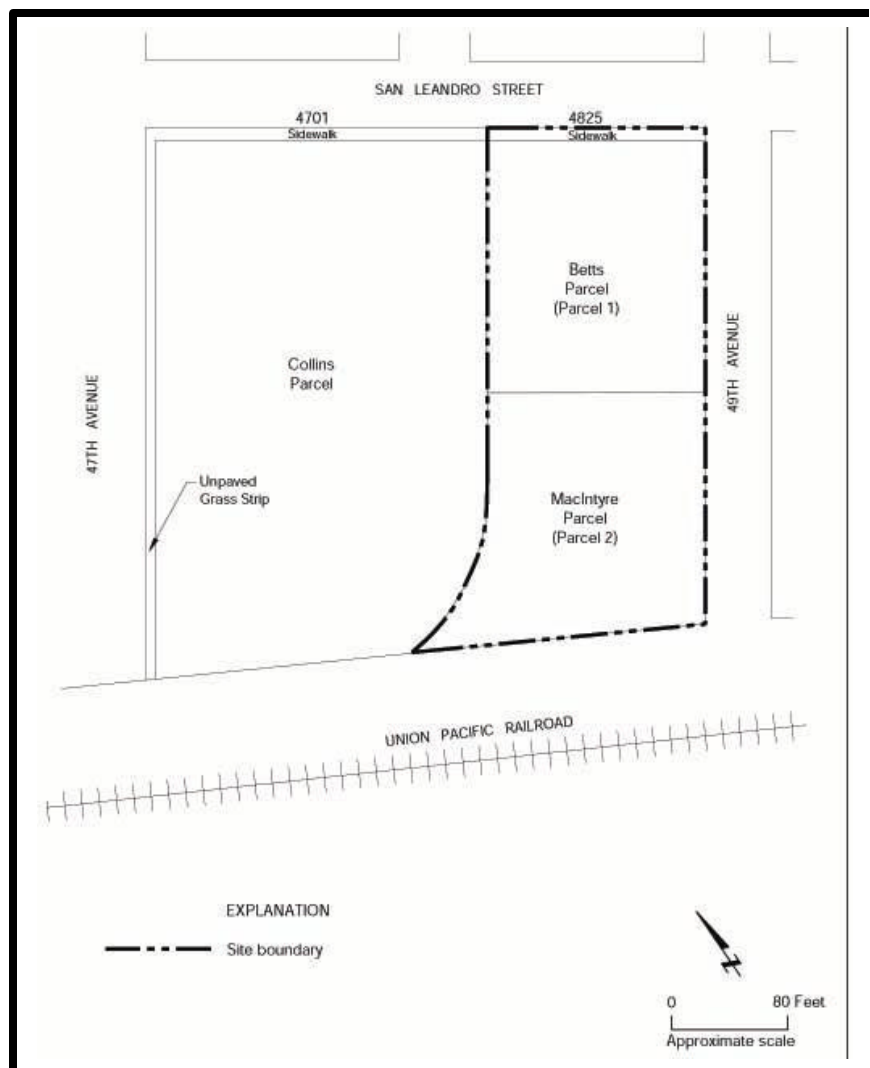 SAN LEANDRO STREET
4701
Sidewalk
4825
Sidewalk
Betts
Parcel
(Parcel 1)
Collins
Parcel
47TH AVENUE
49TH AVENUE
Unpaved
Grass Strip
MacIntyre
Parcel
(Parcel 2)
UNION PACIFIC RAILROAD
EXPLANATION
Site boundary
N
0 80 Feet
Approximate scale